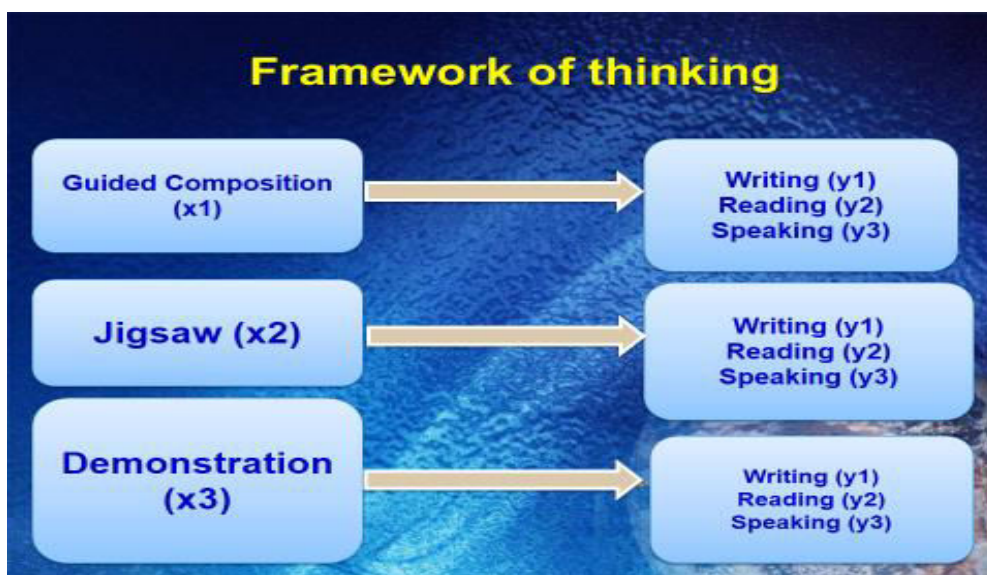 Framework of thinking
Guided Composition
(x1)
Writing (y1)
Reading (y2)
Speaking (y3)
Jigsaw (x2)
Writing (y1)
Reading (y2)
Speaking (y3)
Demonstration
(x3)
Writing (y1)
Reading (y2)
Speaking (y3)